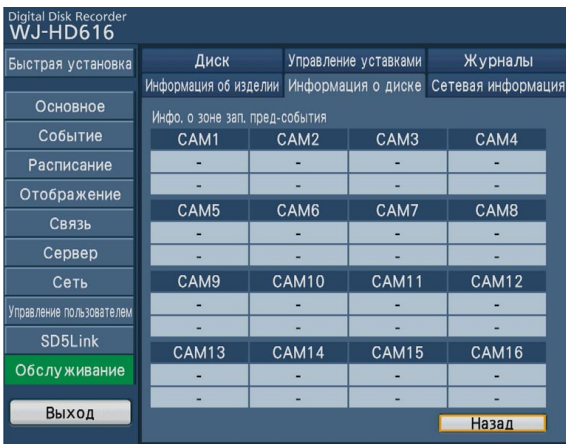 Digital Disk Recorder
WJ-HD616
Быстрая установка
Основное
Событие
Расписание
Отображение
Связь
Сервер
Сеть
Управление пользователем
SD5Link
Обслуживание
Выход
Диск Управление уставками Журналы
Информация об изделии Информация о диске Сетевая информация
Инфо. о зоне зап. пред-события
CAM1 CAM2 CAM3 CAM4
- - - -
- - - -
CAM5 CAM6 CAM7 CAM8
- - - -
- - - -
CAM9 CAM10 CAM11 CAM12
- - - -
- - - -
CAM13 CAM14 CAM15 CAM16
- - - -
- - - -
Назад